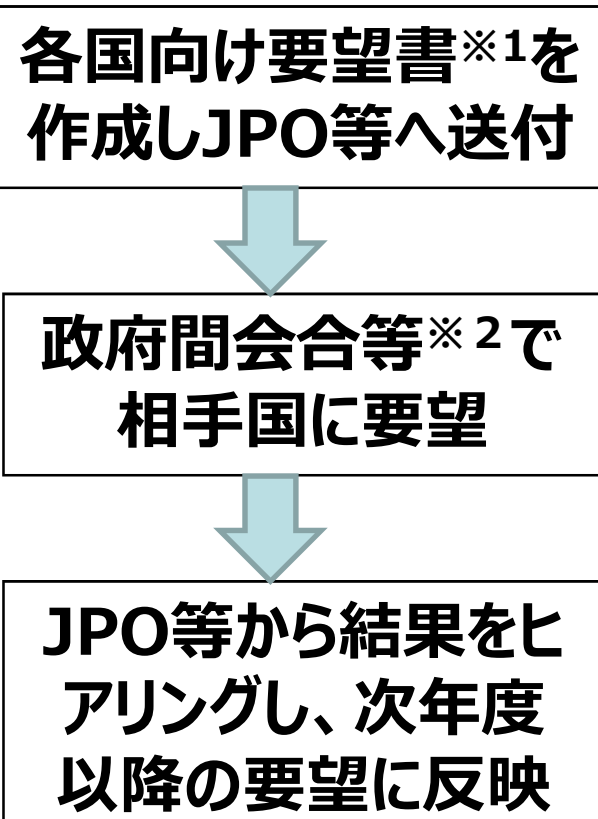 各国向け要望書※1を
作成しJPO等へ送付
政府間会合等※2で
相手国に要望
JPO等から結果をヒ
アリングし、次年度
以降の要望に反映